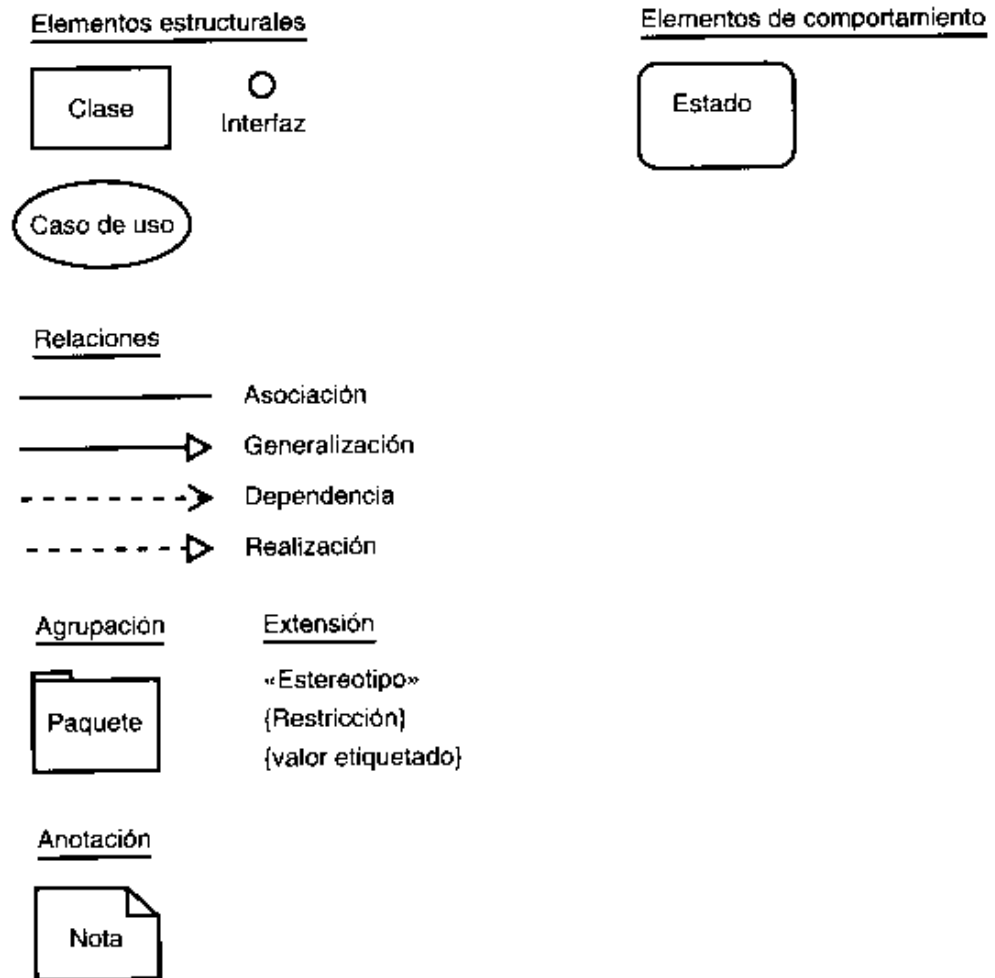 Elementos estructurales
Elementos de comportamiento
Clase
Interfaz
Estado
Caso de uso
Relaciones
Asociación
Generalización
Dependencia
Realización
Agrupación
Extensión
«Estereotipo»
Paquete
{Restricción}
{valor etiquetado}
Anotación
Nota